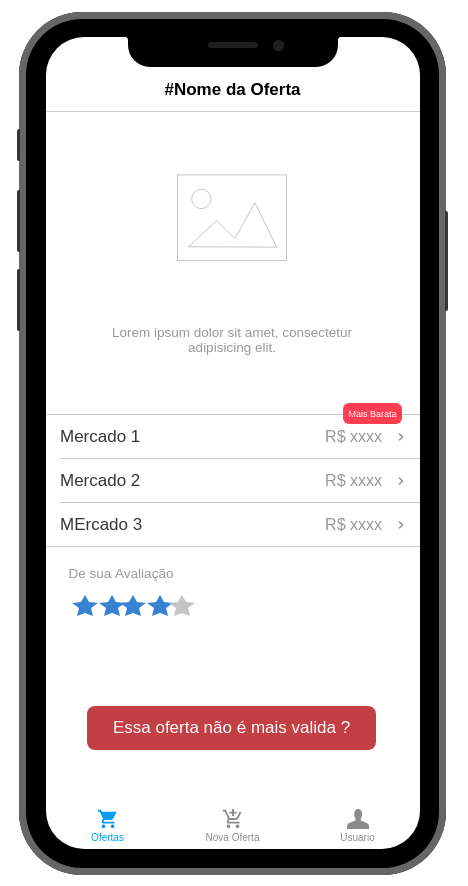 #Nome da Oferta
Lorem ipsum dolor sit amet, consectetur
adipisicing elit.
Mais Barata
Mercado 1 R$ xxxx
Mercado 2 R$ xxxx
MErcado 3 R$ xxxx
De sua Avaliação
Essa oferta não é mais valida ?
Ofertas Nova Oferta Usuario